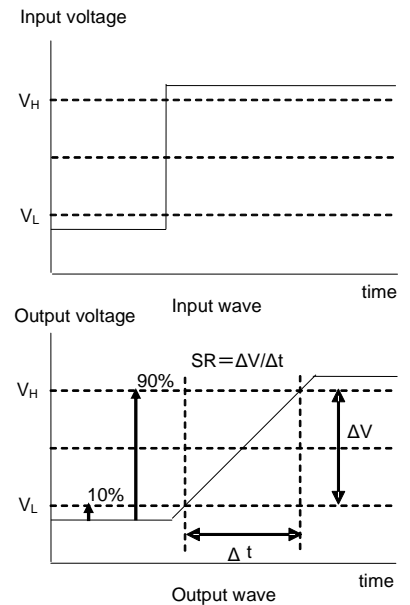 Input voltage
VH
VL
time
Input wave
Output voltage
SR=ΔV/Δt
VH
90%
ΔV
VL
10%
Δ t
time
Output wave